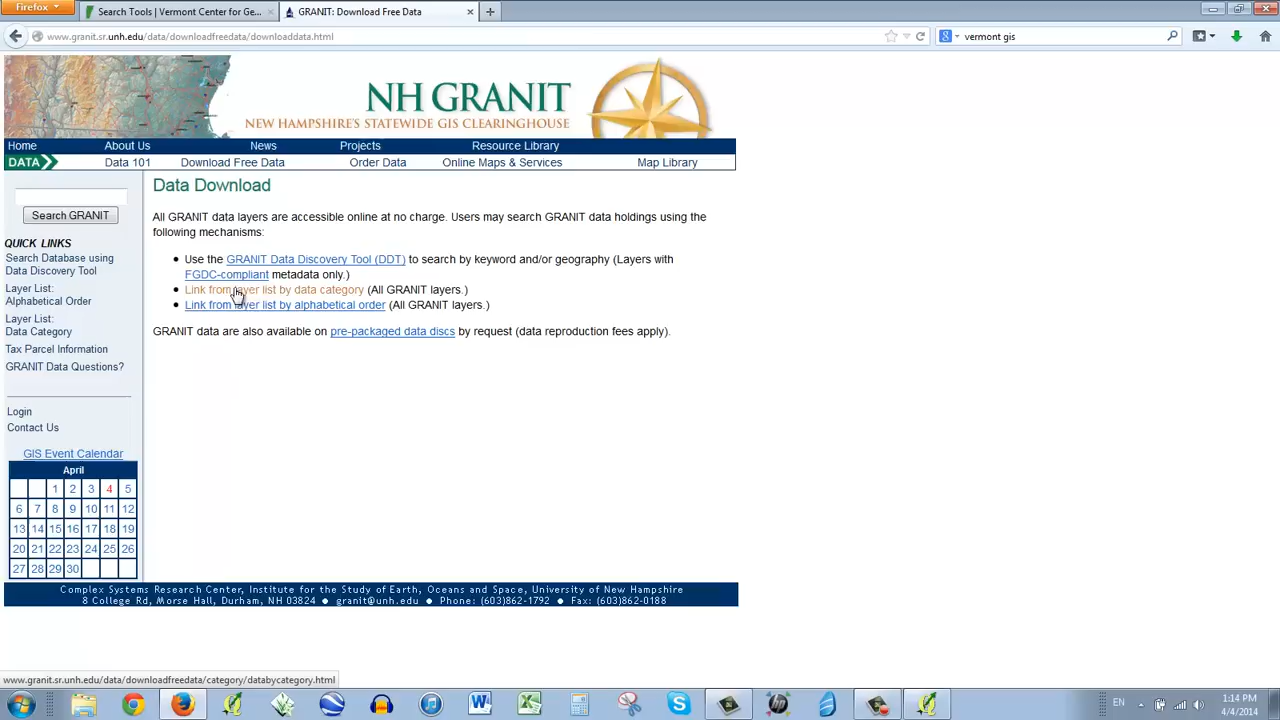 Firefox
Search Tools | Vermont Center for Ge...
GRANIT: Download Free Data
www.granit.sr.unh.edu/data/downloadfreedata/downloaddata.html
vermont gis
NH GRANIT
NEW HAMPSHIRE'S STATEWIDE GIS CLEARINGHOUSE
Home About Us News Projects Resource Library
DATA Data 101 Download Free Data Order Data Online Maps & Services Map Library
Search GRANIT
QUICK LINKS
Search Database using
Data Discovery Tool
Layer List:
Alphabetical Order
Layer List:
Data Category
Tax Parcel Information
GRANIT Data Questions?
Login
Contact Us
GIS Event Calendar
April
1 2 3 4 5
6 7 8 9 10 11 12
13 14 15 16 17 18 19
20 21 22 23 24 25 26
27 28 29 30
Data Download
All GRANIT data layers are accessible online at no charge. Users may search GRANIT data holdings using the
following mechanisms:
Use the GRANIT Data Discovery Tool (DDT) to search by keyword and/or geography (Layers with
FGDC-compliant metadata only.)
Link from layer list by data category (All GRANIT layers.)
Link from layer list by alphabetical order (All GRANIT layers.)
GRANIT data are also available on pre-packaged data discs by request (data reproduction fees apply).
Complex Systems Research Center, Institute for the Study of Earth, Oceans and Space, University of New Hampshire
8 College Rd, Morse Hall, Durham, NH 03824 ● granit@unh.edu ● Phone: (603)862-1792 ● Fax: (603)862-0188
www.granit.sr.unh.edu/data/downloadfreedata/category/databycategory.html
EN
1:14 PM
4/4/2014